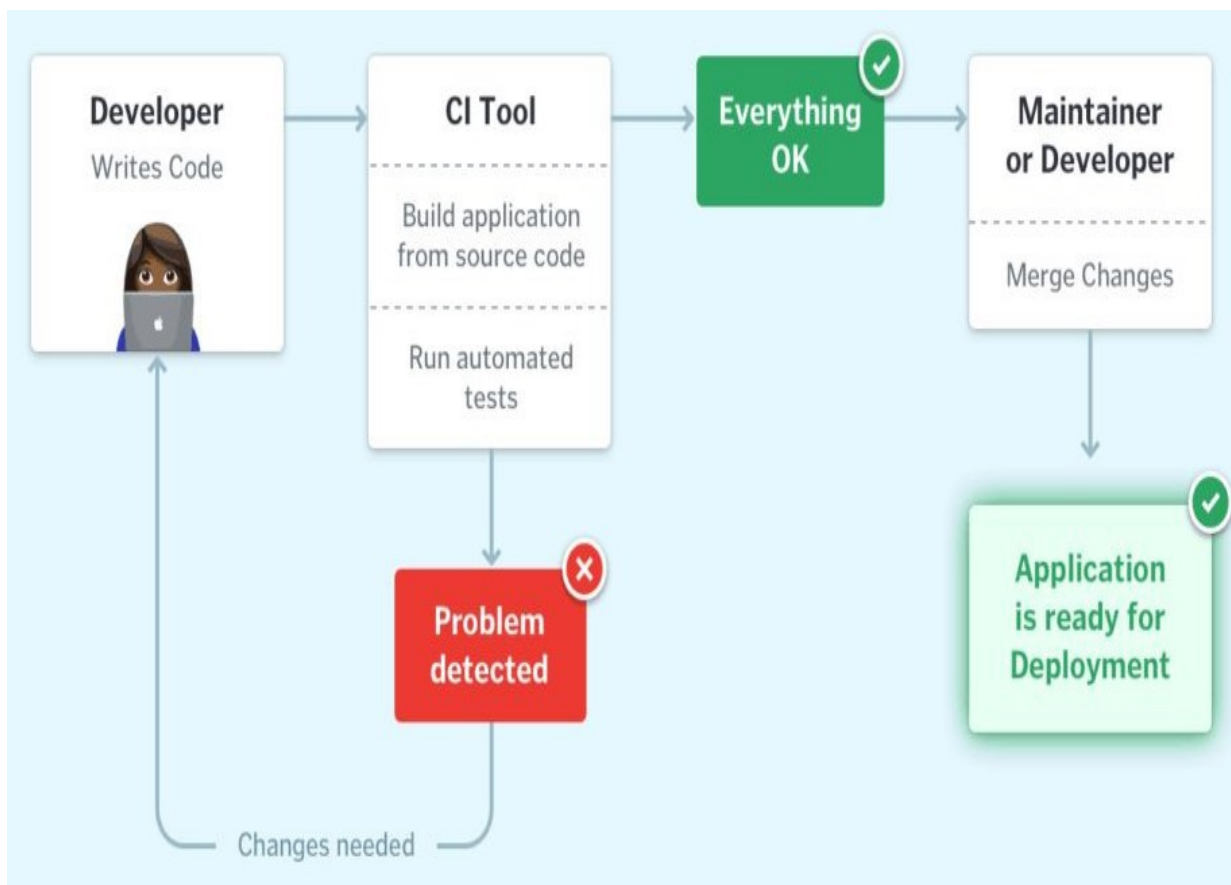 Developer
Writes Code
CI Tool
Build application
from source code
Run automated
tests
Everything
OK
Maintainer
or Developer
Merge Changes
Problem
detected
Changes needed
Application
is ready for
Deployment